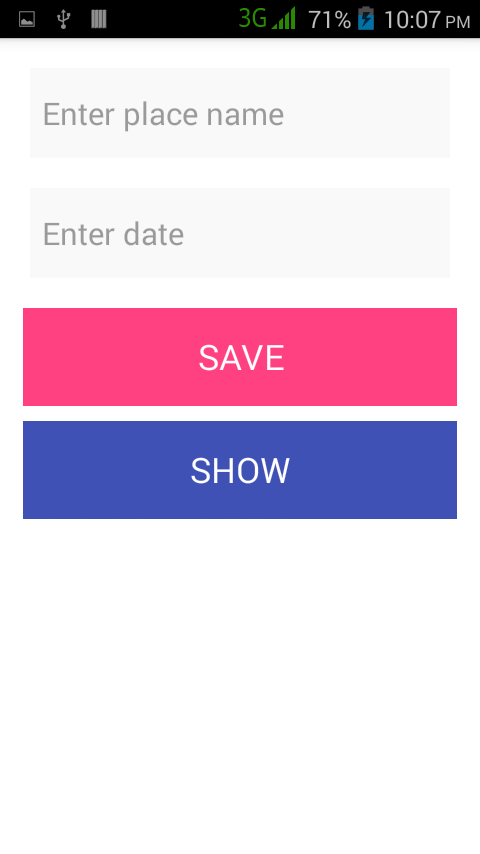 3G 71% 10:07 PM
Enter place name
Enter date
SAVE
SHOW